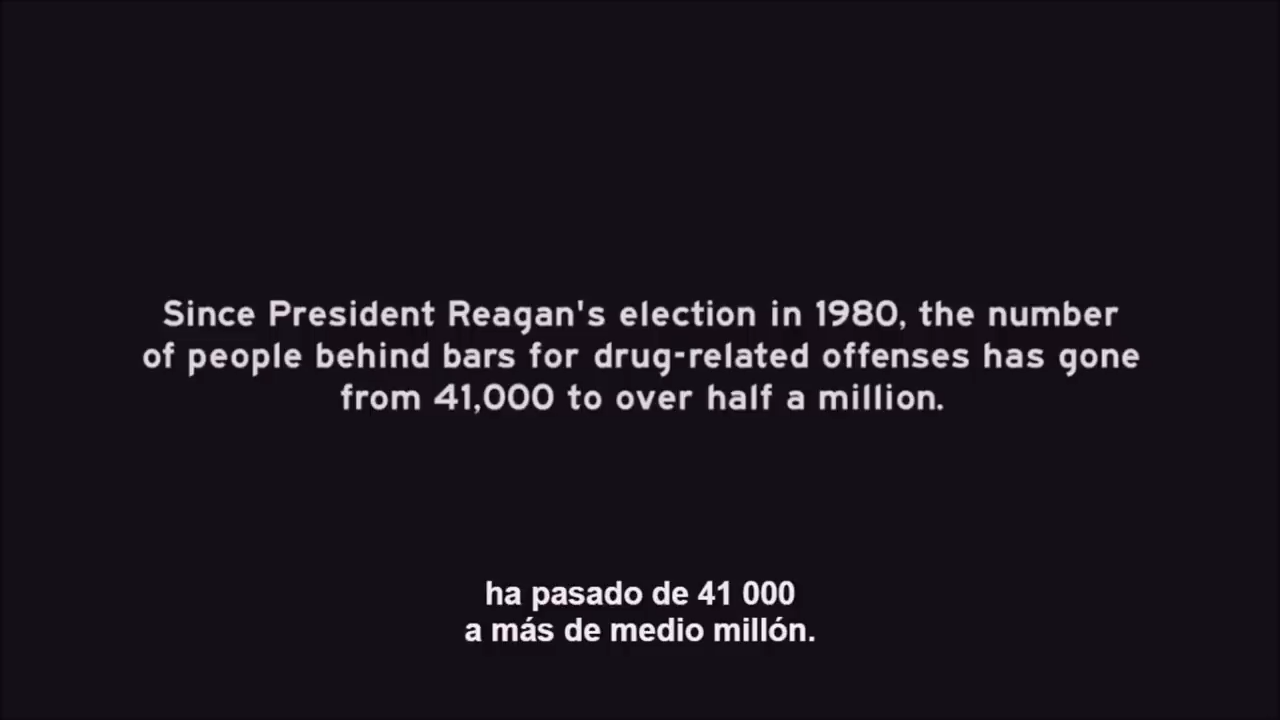 Since President Reagan's election in 1980, the number
of people behind bars for drug-related offenses has gone
from 41,000 to over half a million.
ha pasado de 41 000
a más de medio millón.